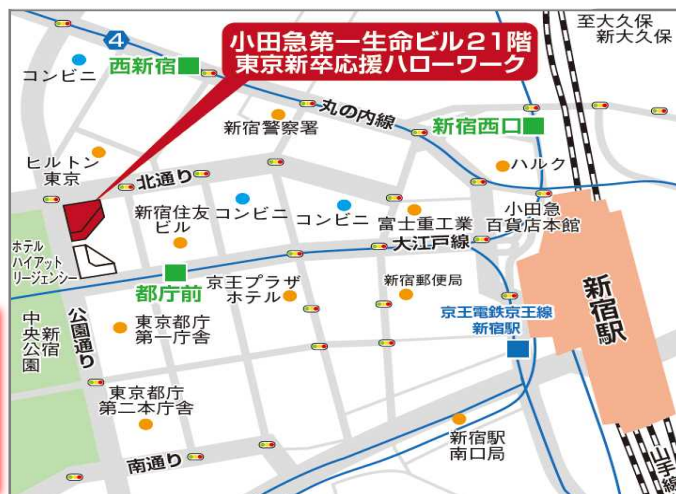 小田急第一生命ビル21階
東京新卒応援ハローワーク
至大久保
新大久保
4
コンビニ
西新宿
丸の内線
新宿警察署
新宿西口
ヒルトン
東京
北通り
ハルク
新宿住友
ビル
コンビニ
コンビニ
富士重工業
小田急
百貨店本館
大江戸線
ホテル
ハイアット
リージェンシー
都庁前
京王プラザ
ホテル
新宿郵便局
京王電鉄京王線
新宿駅
新宿駅
新宿
中央公園
公園通り
東京都庁
第一庁舎
東京都庁
第二本庁舎
南通り
新宿駅
南口局
山手線